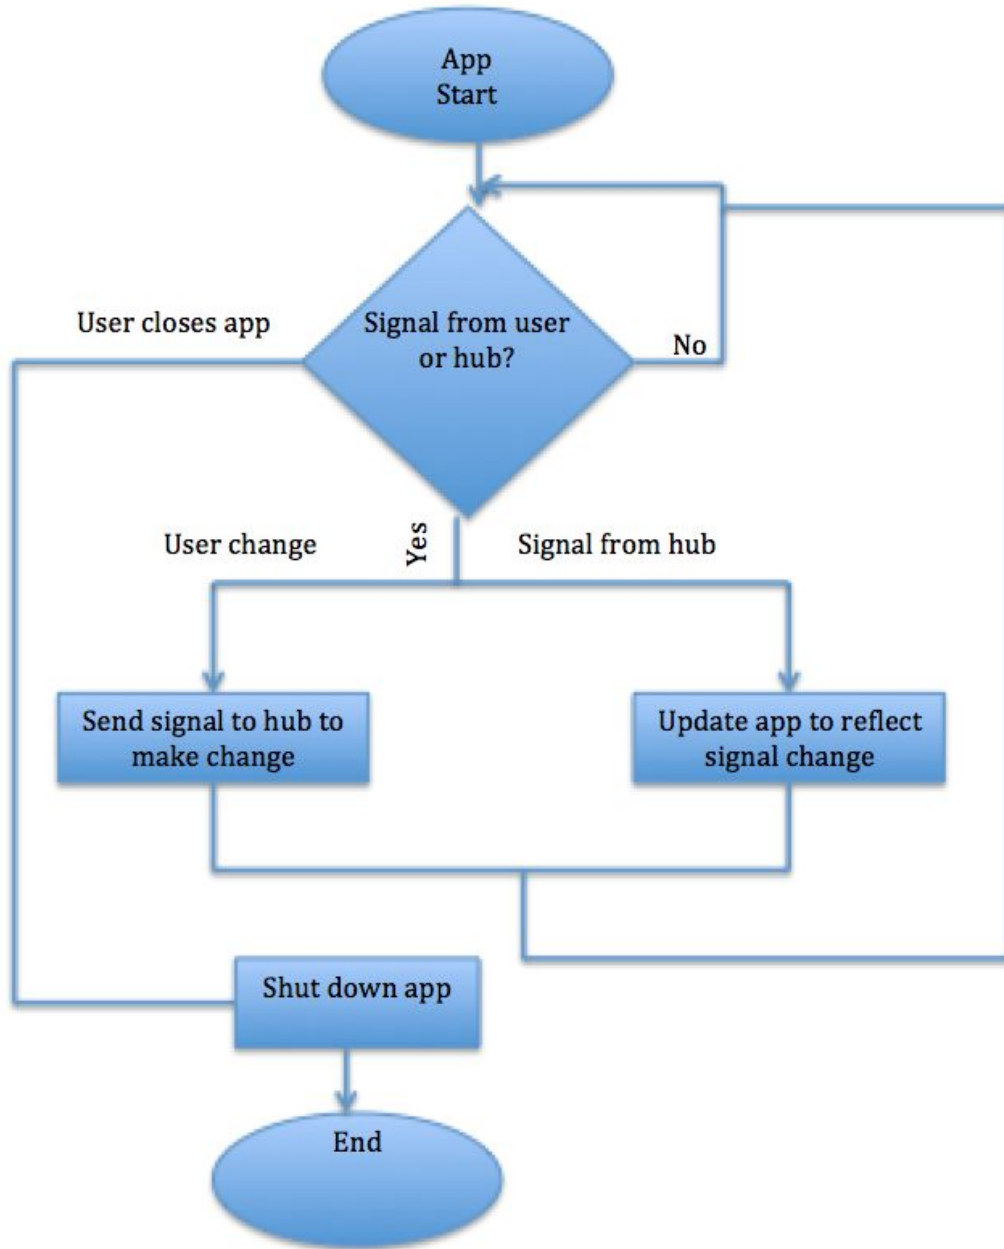 App
Start
User closes app
Signal from user
or hub?
No
User change
Yes
Signal from hub
Send signal to hub to
make change
Update app to reflect
signal change
Shut down app
End